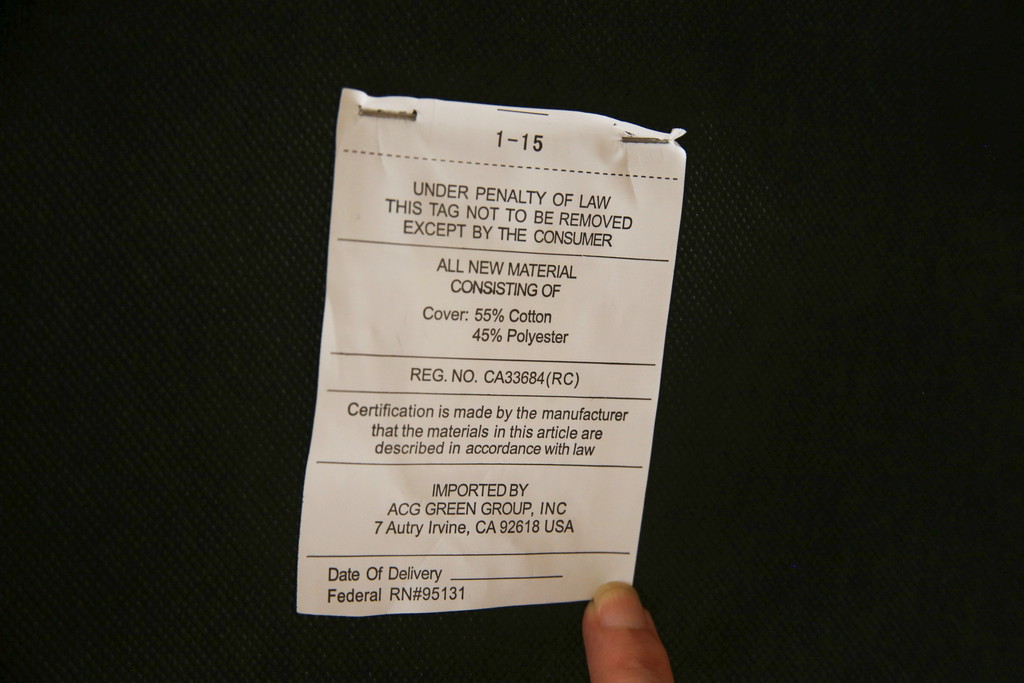 1-15
UNDER PENALTY OF LAW
THIS TAG NOT TO BE REMOVED
EXCEPT BY THE CONSUMER
ALL NEW MATERIAL
CONSISTING OF
Cover: 55% Cotton
45% Polyester
REG. NO. CA33684(RC)
Certification is made by the manufacturer
that the materials in this article are
described in accordance with law
IMPORTED BY
ACG GREEN GROUP, INC
7 Autry Irvine, CA 92618 USA
Date Of Delivery
Federal RN#95131